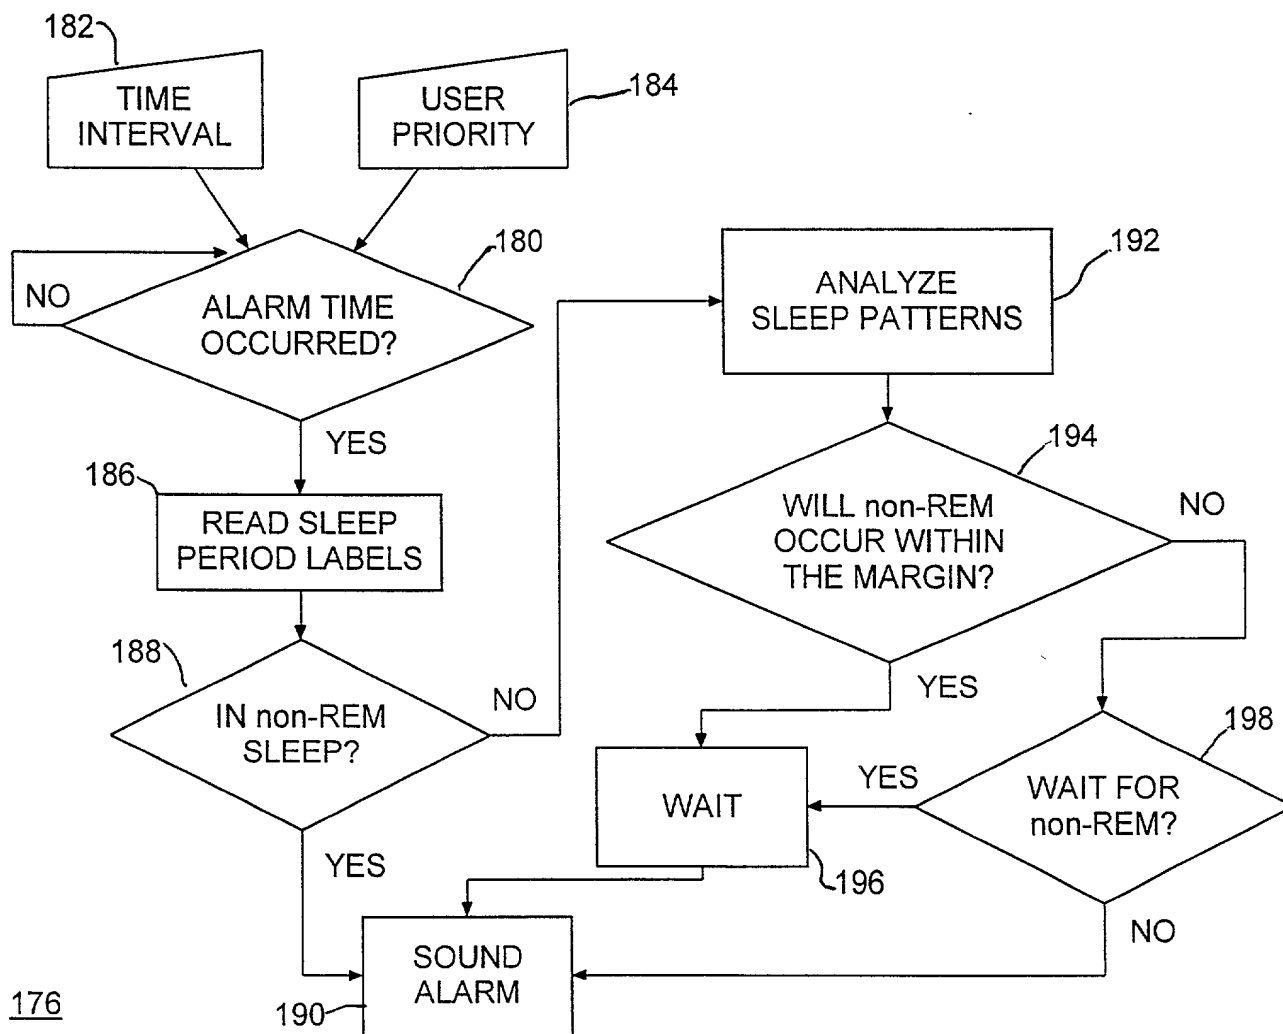 182
TIME
INTERVAL
USER
PRIORITY
184
180
NO
ALARM TIME
OCCURRED?
YES
186
READ SLEEP
PERIOD LABELS
188
IN non-REM
SLEEP?
NO
YES
192
ANALYZE
SLEEP PATTERNS
194
WILL non-REM
OCCUR WITHIN
THE MARGIN?
NO
YES
198
WAIT FOR
non-REM?
YES
WAIT
196
NO
SOUND
ALARM
190
176